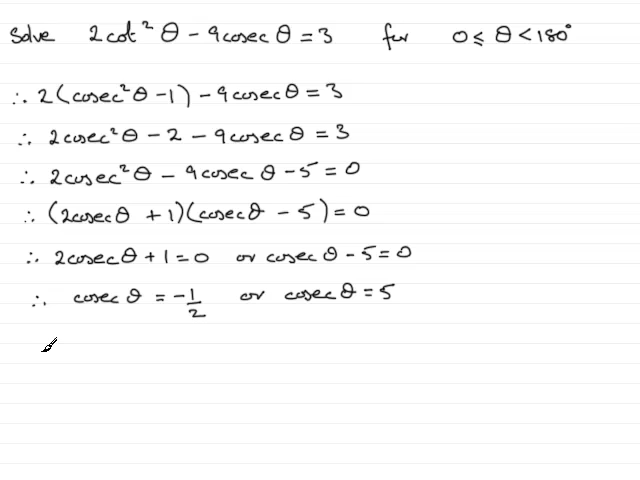 Solve 2cot²θ - 9cosec θ = 3 for 0 ≤ θ < 180°
∴ 2(cosec²θ - 1) - 9cosecθ = 3
∴ 2cosec²θ - 2 - 9cosecθ = 3
∴ 2cosec²θ - 9cosec θ - 5 = 0
∴ (2cosecθ + 1)(cosecθ - 5) = 0
∴ 2cosecθ + 1 = 0 or cosecθ - 5 = 0
∴ cosecθ = -1/2 or cosecθ = 5